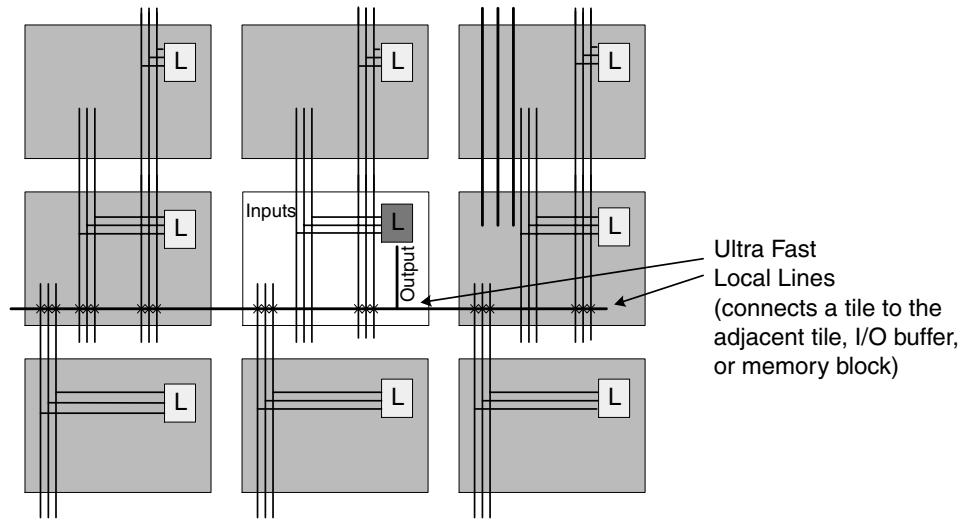 L
L
L
L
Inputs
L
Output
L
Ultra Fast
Local Lines
(connects a tile to the
adjacent tile, I/O buffer,
or memory block)
L
L
L